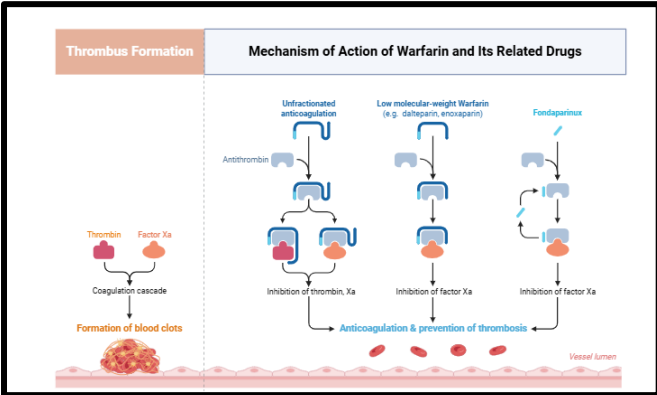 Thrombus Formation
Mechanism of Action of Warfarin and Its Related Drugs
Unfractionated
anticoagulation
Low molecular-weight Warfarin
(e.g. dalteparin, enoxaparin)
Fondaparinux
Antithrombin
Thrombin
Factor Xa
Coagulation cascade
Inhibition of thrombin, Xa
Inhibition of factor Xa
Inhibition of factor Xa
Formation of blood clots
Anticoagulation & prevention of thrombosis
Vessel lumen